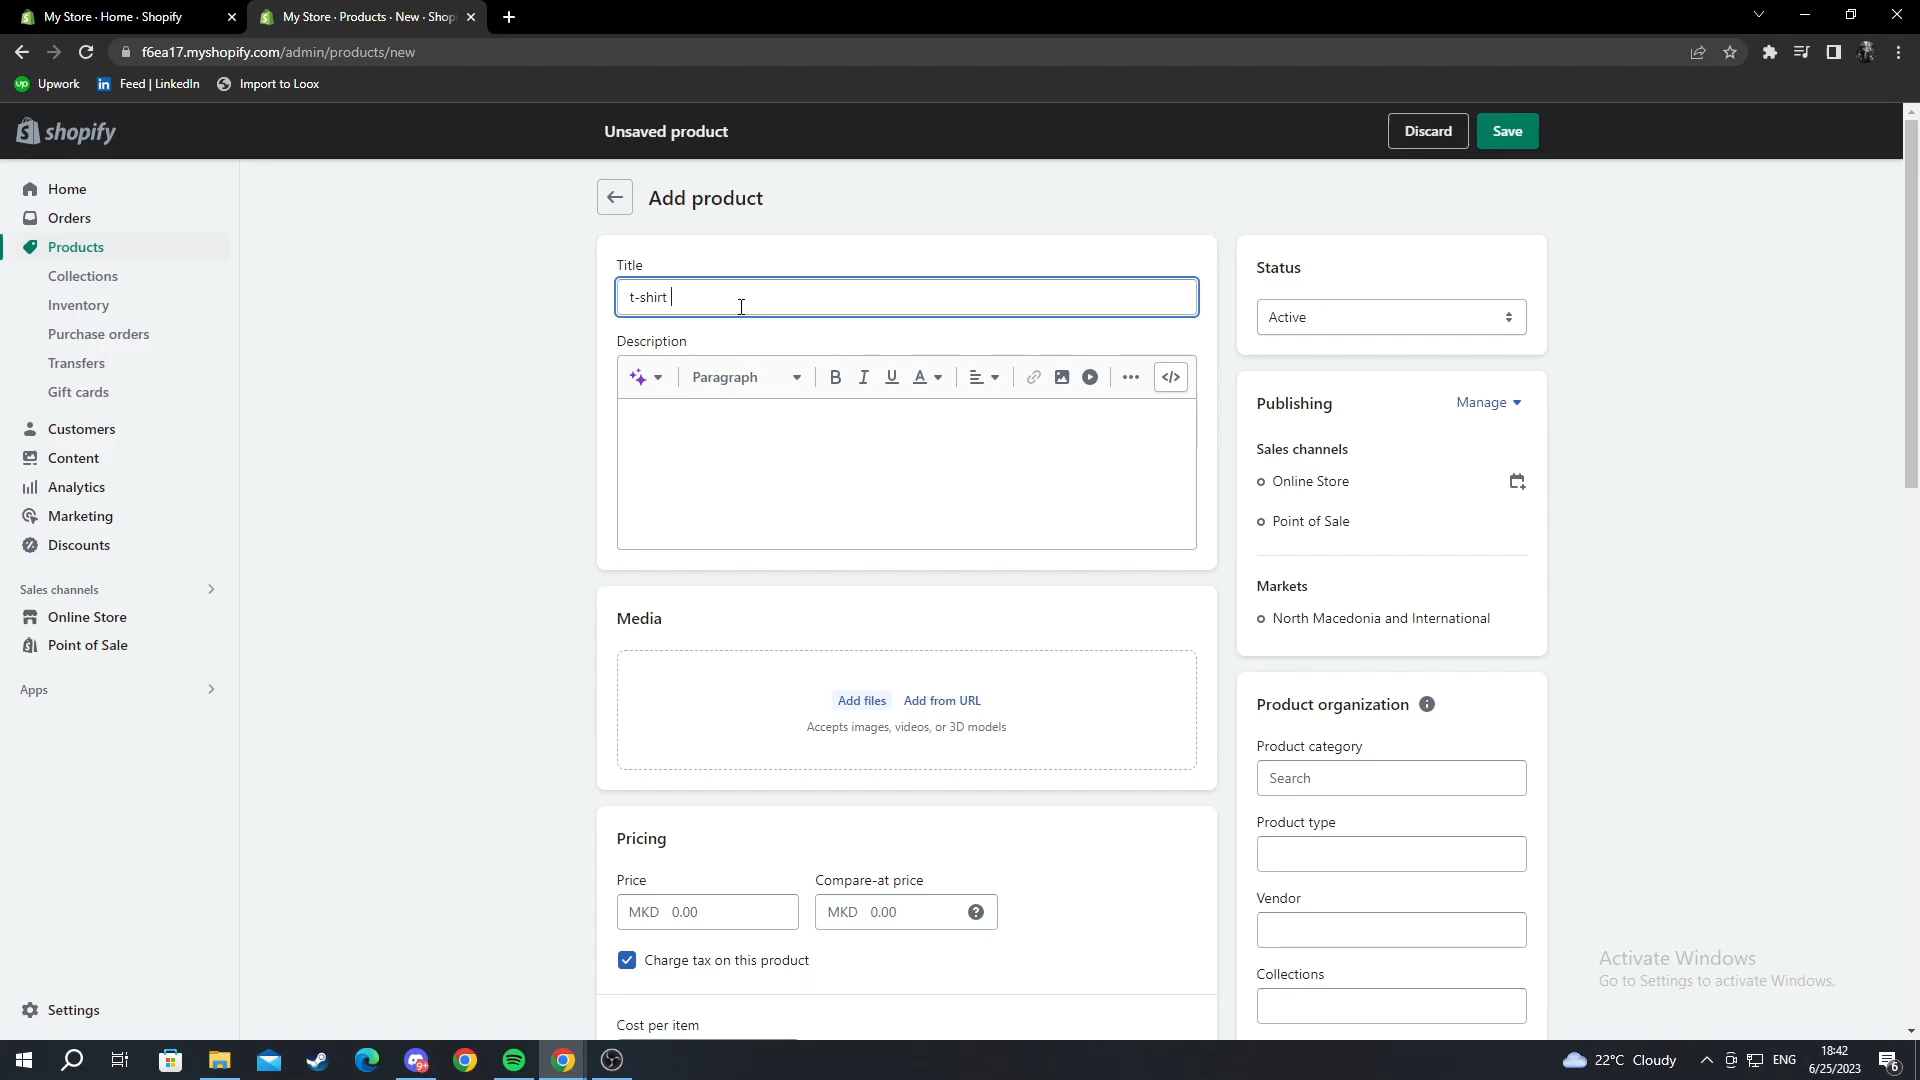 My Store · Home · Shopify
My Store · Products · New · Shop
f6ea17.myshopify.com/admin/products/new
up Upwork
in Feed | LinkedIn
Import to Loox
shopify
Unsaved product
Discard
Save
Home
Orders
Products
Collections
Inventory
Purchase orders
Transfers
Gift cards
Customers
Content
Analytics
Marketing
Discounts
Sales channels
Online Store
Point of Sale
Apps
Settings
Add product
Title
t-shirt
Description
Paragraph
B I U A
</>
Media
Add files Add from URL
Accepts images, videos, or 3D models
Pricing
Price
Compare-at price
MKD 0.00
MKD 0.00
Charge tax on this product
Cost per item
Status
Active
Publishing
Manage
Sales channels
Online Store
Point of Sale
Markets
North Macedonia and International
Product organization
Product category
Search
Product type
Vendor
Collections
Activate Windows
Go to Settings to activate Windows.
9+
22°C Cloudy
ENG
18:42
6/25/2023
6